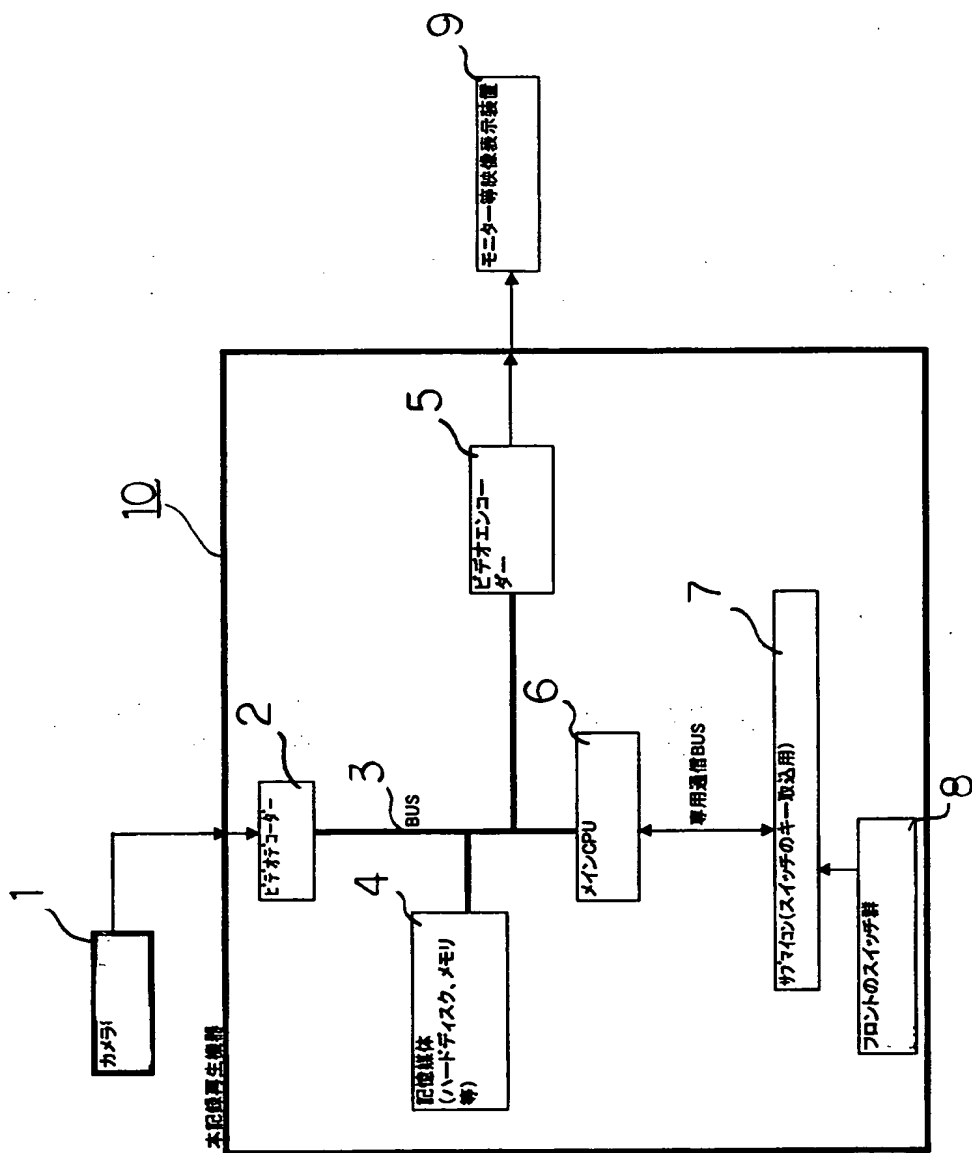 1
カメラ1
10
本記録再生機器
2
ビデオデコーダー
3
BUS
4
記憶媒体
(ハードディスク、メモリ
等)
5
ビデオエンコー
ダー
9
モニター等映像表示装置
6
メインCPU
専用通信BUS
7
サブマイコン(スイッチのキー取込用)
フロントのスイッチ群
8